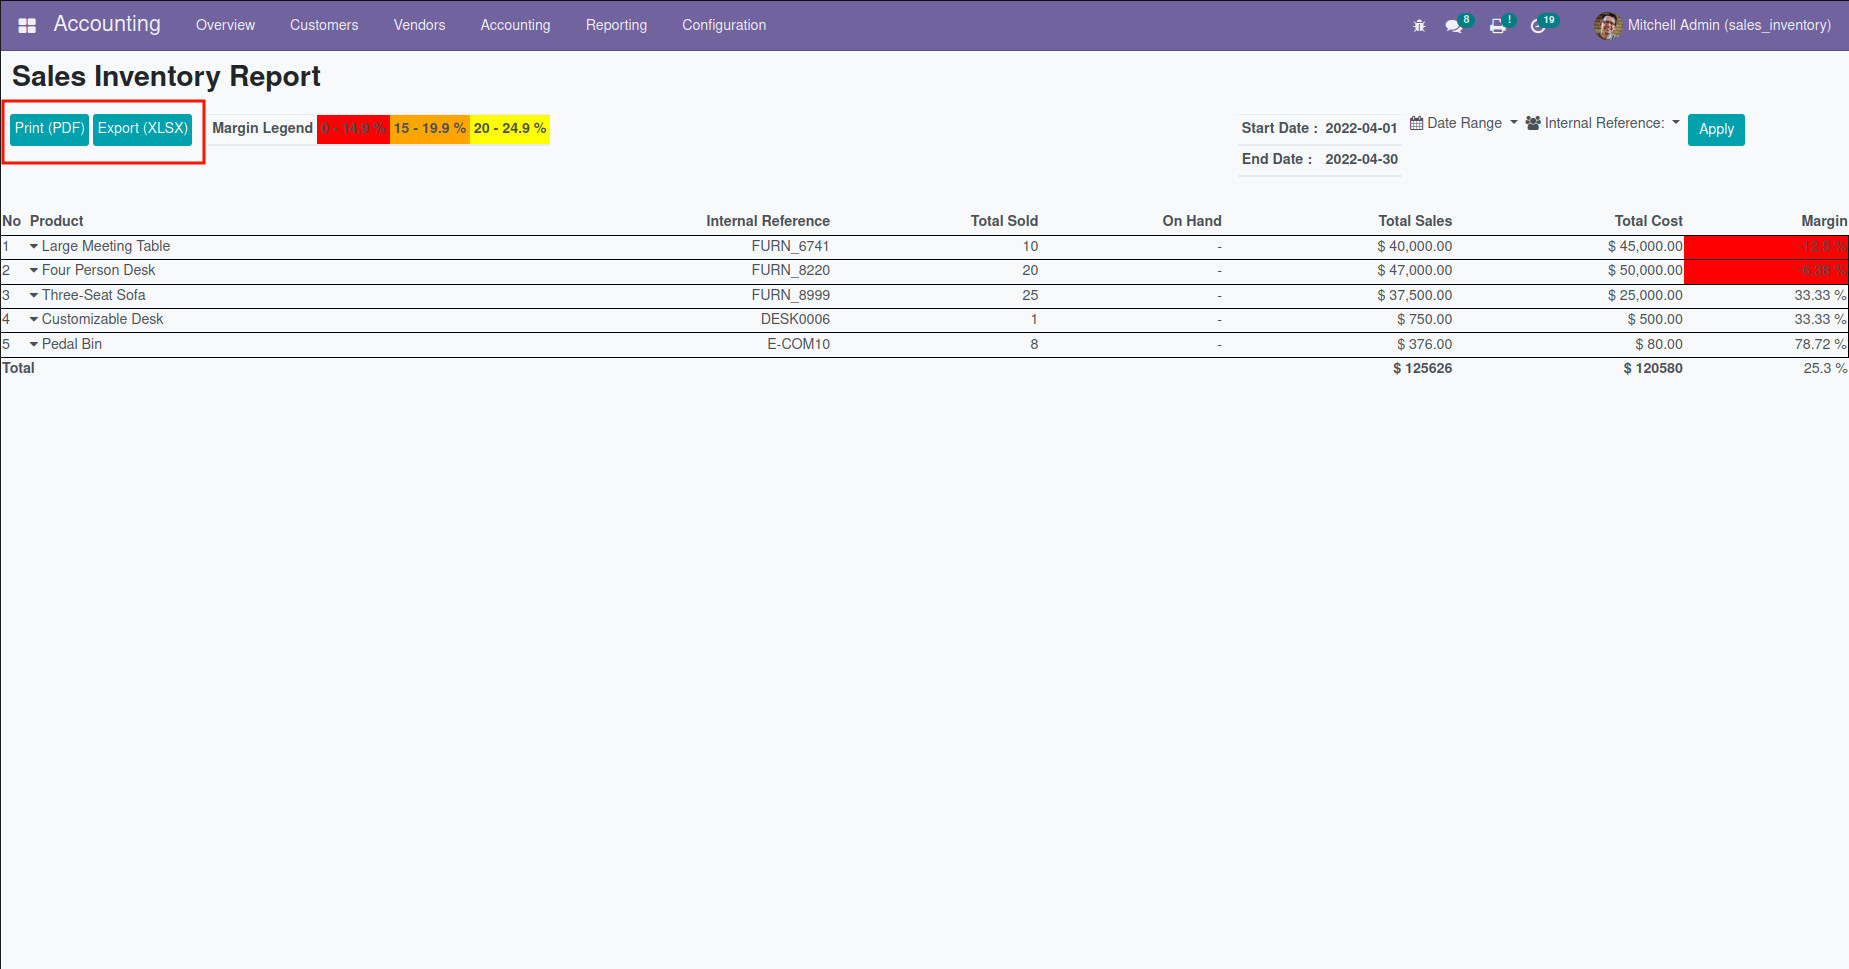 Accounting Overview Customers Vendors Accounting Reporting Configuration 8 ! 19 Mitchell Admin (sales_inventory)
Sales Inventory Report
Print (PDF) Export (XLSX) Margin Legend 0 - 14.9 % 15 - 19.9 % 20 - 24.9 % Start Date : 2022-04-01 Date Range Internal Reference: Apply
End Date : 2022-04-30
No Product Internal Reference Total Sold On Hand Total Sales Total Cost Margin
1 Large Meeting Table FURN_6741 10 - $ 40,000.00 $ 45,000.00 12.5 %
2 Four Person Desk FURN_8220 20 - $ 47,000.00 $ 50,000.00 6.38 %
3 Three-Seat Sofa FURN_8999 25 - $ 37,500.00 $ 25,000.00 33.33 %
4 Customizable Desk DESK0006 1 - $ 750.00 $ 500.00 33.33 %
5 Pedal Bin E-COM10 8 - $ 376.00 $ 80.00 78.72 %
Total $ 125626 $ 120580 25.3 %